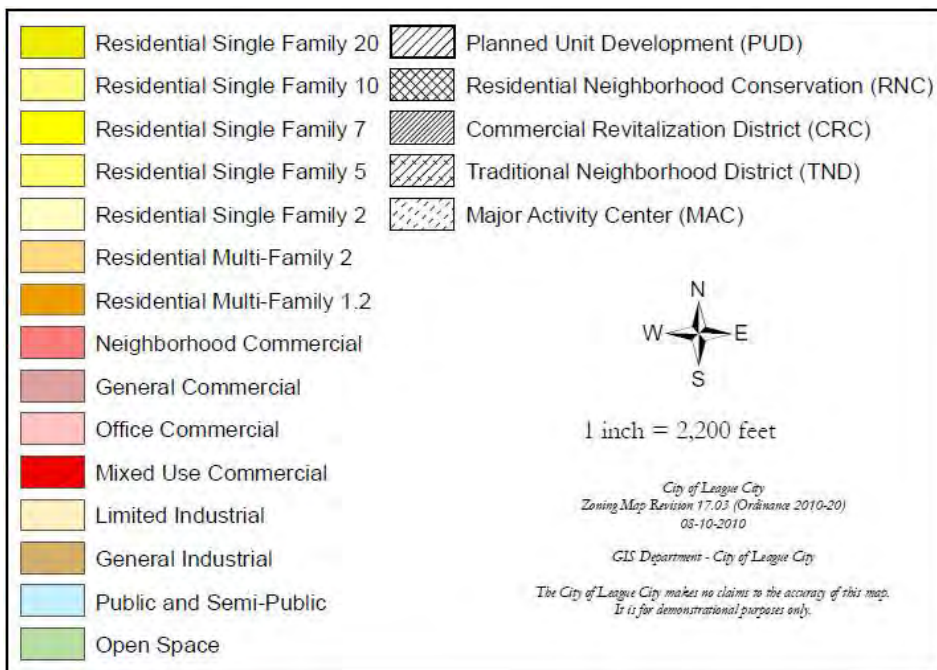 Residential Single Family 20
Residential Single Family 10
Residential Single Family 7
Residential Single Family 5
Residential Single Family 2
Residential Multi-Family 2
Residential Multi-Family 1.2
Neighborhood Commercial
General Commercial
Office Commercial
Mixed Use Commercial
Limited Industrial
General Industrial
Public and Semi-Public
Open Space
Planned Unit Development (PUD)
Residential Neighborhood Conservation (RNC)
Commercial Revitalization District (CRC)
Traditional Neighborhood District (TND)
Major Activity Center (MAC)
N
W E
S
1 inch = 2,200 feet
City of League City
Zoning Map Revision 17.03 (Ordinance 2010-20)
08-10-2010
GIS Department - City of League City
The City of League City makes no claims to the accuracy of this map.
It is for demonstrational purposes only.